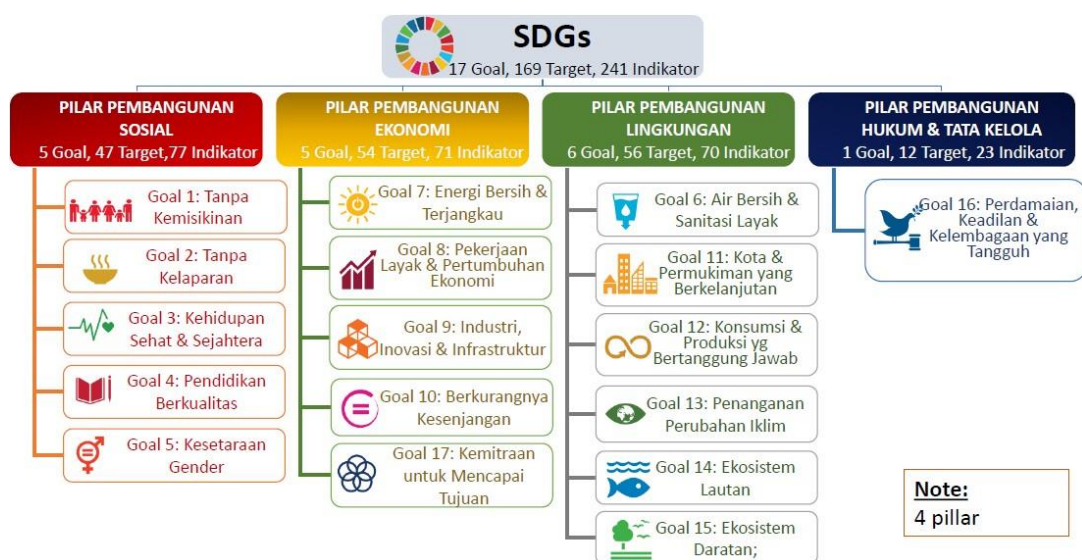 SDGs
17 Goal, 169 Target, 241 Indikator
PILAR PEMBANGUNAN
SOSIAL
5 Goal, 47 Target,77 Indikator
Goal 1: Tanpa
Kemisikinan
Goal 2: Tanpa
Kelaparan
Goal 3: Kehidupan
Sehat & Sejahtera
Goal 4: Pendidikan
Berkualitas
Goal 5: Kesetaraan
Gender
PILAR PEMBANGUNAN
EKONOMI
5 Goal, 54 Target, 71 Indikator
Goal 7: Energi Bersih &
Terjangkau
Goal 8: Pekerjaan
Layak & Pertumbuhan
Ekonomi
Goal 9: Industri,
Inovasi & Infrastruktur
Goal 10: Berkurangnya
Kesenjangan
Goal 17: Kemitraan
untuk Mencapai
Tujuan
PILAR PEMBANGUNAN
LINGKUNGAN
6 Goal, 56 Target, 70 Indikator
Goal 6: Air Bersih &
Sanitasi Layak
Goal 11: Kota &
Permukiman yang
Berkelanjutan
Goal 12: Konsumsi &
Produksi yg
Bertanggung Jawab
Goal 13: Penanganan
Perubahan Iklim
Goal 14: Ekosistem
Lautan
Goal 15: Ekosistem
Daratan;
PILAR PEMBANGUNAN
HUKUM & TATA KELOLA
1 Goal, 12 Target, 23 Indikator
Goal 16: Perdamaian,
Keadilan &
Kelembagaan yang
Tangguh
Note:
4 pillar